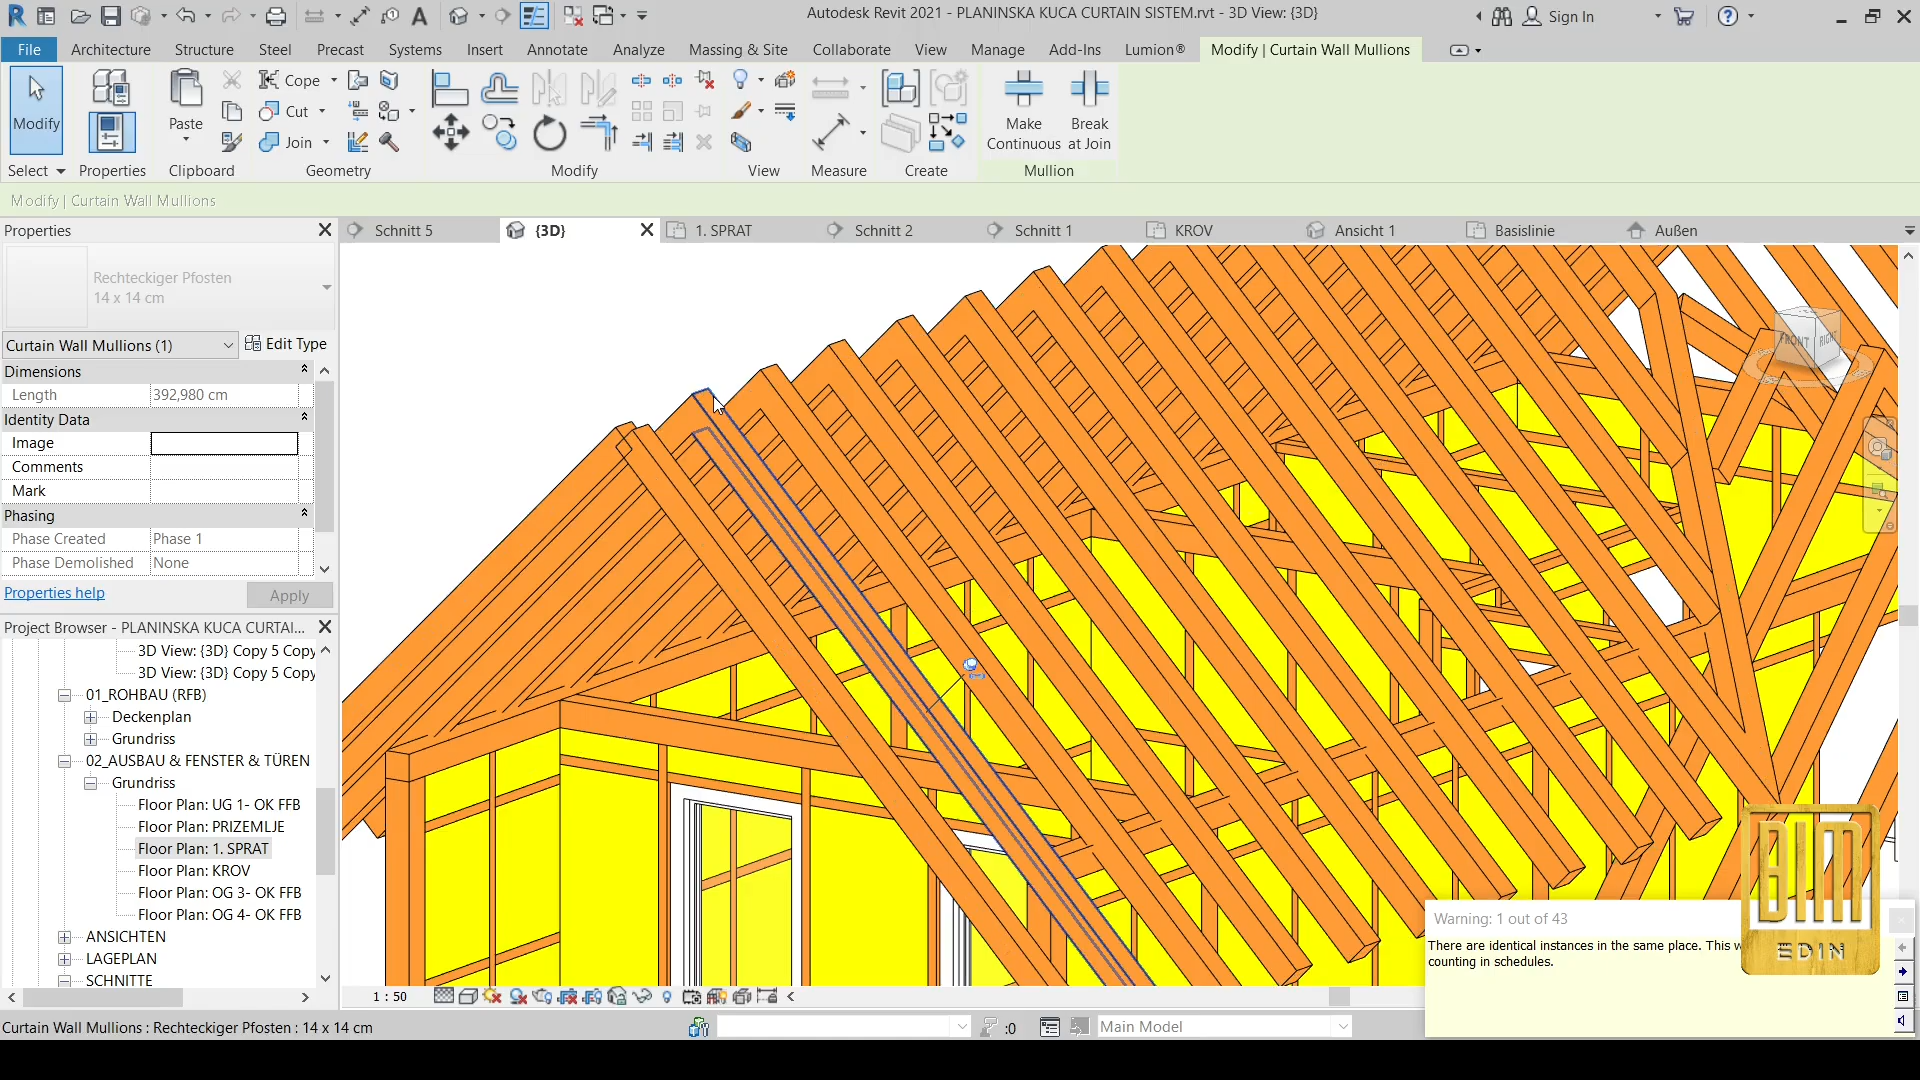 Autodesk Revit 2021 - PLANINSKA KUCA CURTAIN SISTEM.rvt - 3D View: {3D}
Sign In
File Architecture Structure Steel Precast Systems Insert Annotate Analyze Massing & Site Collaborate View Manage Add-Ins Lumion® Modify | Curtain Wall Mullions
Modify
Paste
Cope
Cut
Join
Make Continuous
Break at Join
Select Properties Clipboard Geometry Modify View Measure Create Mullion
Modify | Curtain Wall Mullions
Properties
Schnitt 5 {3D} 1. SPRAT Schnitt 2 Schnitt 1 KROV Ansicht 1 Basislinie Außen
Rechteckiger Pfosten
14 x 14 cm
Curtain Wall Mullions (1) Edit Type
Dimensions
Length 392,980 cm
Identity Data
Image
Comments
Mark
Phasing
Phase Created Phase 1
Phase Demolished None
Properties help Apply
Project Browser - PLANINSKA KUCA CURTAI...
3D View: {3D} Copy 5 Copy
3D View: {3D} Copy 5 Copy
01_ROHBAU (RFB)
Deckenplan
Grundriss
02_AUSBAU & FENSTER & TÜREN
Grundriss
Floor Plan: UG 1- OK FFB
Floor Plan: PRIZEMLJE
Floor Plan: 1. SPRAT
Floor Plan: KROV
Floor Plan: OG 3- OK FFB
Floor Plan: OG 4- OK FFB
ANSICHTEN
LAGEPLAN
SCHNITTE
FRONT RIGHT
1 : 50
Warning: 1 out of 43
There are identical instances in the same place. This w
counting in schedules.
BIM
EDIN
Curtain Wall Mullions : Rechteckiger Pfosten : 14 x 14 cm
:0
Main Model